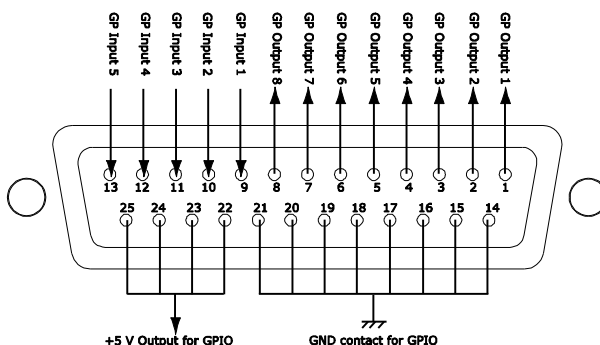 GP Input 5
GP Input 4
GP Input 3
GP Input 2
GP Input 1
GP Output 8
GP Output 7
GP Output 6
GP Output 5
GP Output 4
GP Output 3
GP Output 2
GP Output 1
13 12 11 10 9 8 7 6 5 4 3 2 1
25 24 23 22 21 20 19 18 17 16 15 14
+5 V Output for GPIO
GND contact for GPIO